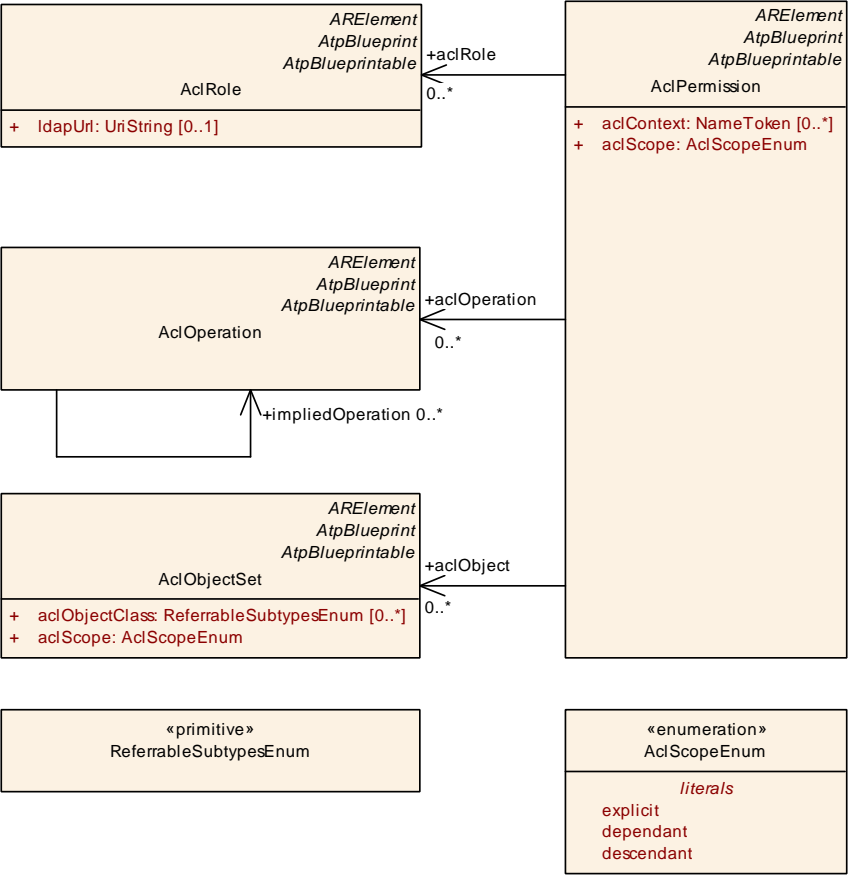 ARElement
AtpBlueprint
AtpBlueprintable
AclRole
+ ldapUrl: UriString [0..1]
+aclRole
0..*
ARElement
AtpBlueprint
AtpBlueprintable
AclPermission
+ aclContext: NameToken [0..*]
+ aclScope: AclScopeEnum
ARElement
AtpBlueprint
AtpBlueprintable
AclOperation
+aclOperation
0..*
+impliedOperation 0..*
ARElement
AtpBlueprint
AtpBlueprintable
AclObjectSet
+ aclObjectClass: ReferrableSubtypesEnum [0..*]
+ aclScope: AclScopeEnum
+aclObject
0..*
«primitive»
ReferrableSubtypesEnum
«enumeration»
AclScopeEnum
literals
explicit
dependant
descendant